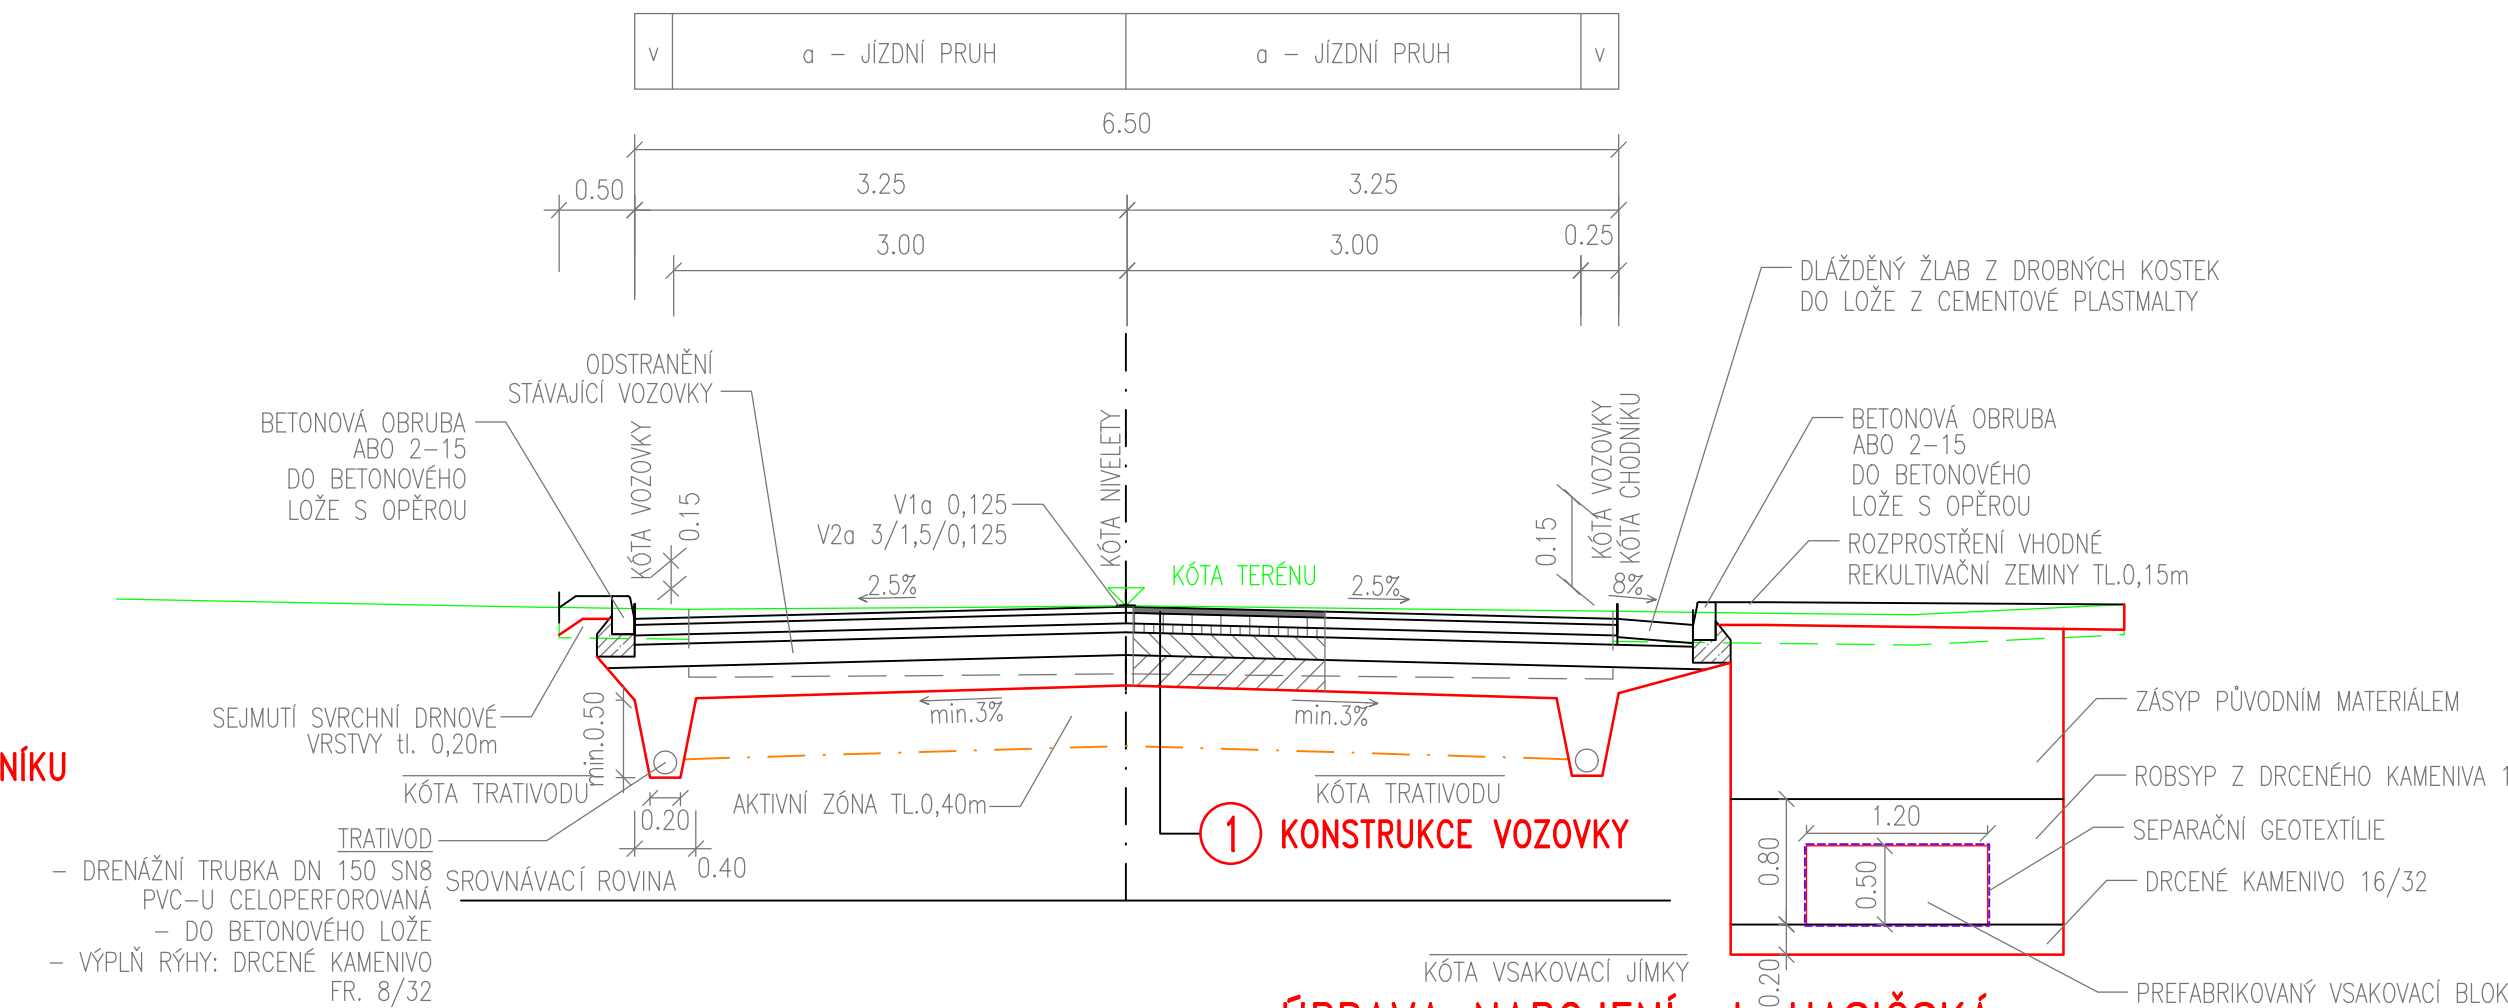 v
a – JÍZDNÍ PRUH
a – JÍZDNÍ PRUH
v
6.50
0.50
3.25
3.25
3.00
3.00
0.25
DLÁŽDĚNÝ ŽLAB Z DROBNÝCH KOSTEK
DO LOŽE Z CEMENTOVÉ PLASTMALTY
ODSTRANĚNÍ
STÁVAJÍCÍ VOZOVKY
BETONOVÁ OBRUBA
ABO 2–15
DO BETONOVÉHO
LOŽE S OPĚROU
KÓTA VOZOVKY
0.15
V1a 0,125
V2a 3/1,5/0,125
KÓTA NIVELETY
KÓTA TERÉNU
0.15
KÓTA VOZOVKY
KÓTA CHODNÍKU
BETONOVÁ OBRUBA
ABO 2–15
DO BETONOVÉHO
LOŽE S OPĚROU
ROZPROSTŘENÍ VHODNÉ
REKULTIVAČNÍ ZEMINY TL.0,15m
2.5%
2.5%
8%
SEJMUTÍ SVRCHNÍ DRNOVÉ
VRSTVY tl. 0,20m
min.0.50
min.3%
min.3%
ZÁSYP PŮVODNÍM MATERIÁLEM
NÍKU
KÓTA TRATIVODU
0.20
AKTIVNÍ ZÓNA TL.0,40m
KÓTA TRATIVODU
ROBSYP Z DRCENÉHO KAMENIVA 1
1 KONSTRUKCE VOZOVKY
1.20
0.80
0.50
SEPARAČNÍ GEOTEXTÍLIE
TRATIVOD
– DRENÁŽNÍ TRUBKA DN 150 SN8
PVC–U CELOPERFOROVANÁ
– DO BETONOVÉHO LOŽE
– VÝPLŇ RÝHY: DRCENÉ KAMENIVO
FR. 8/32
0.40
SROVNÁVACÍ ROVINA
DRCENÉ KAMENIVO 16/32
KÓTA VSAKOVACÍ JÍMKY
0.20
PREFABRIKOVANÝ VSAKOVACÍ BLOK
ÚPRAVA NAPOJENÍ